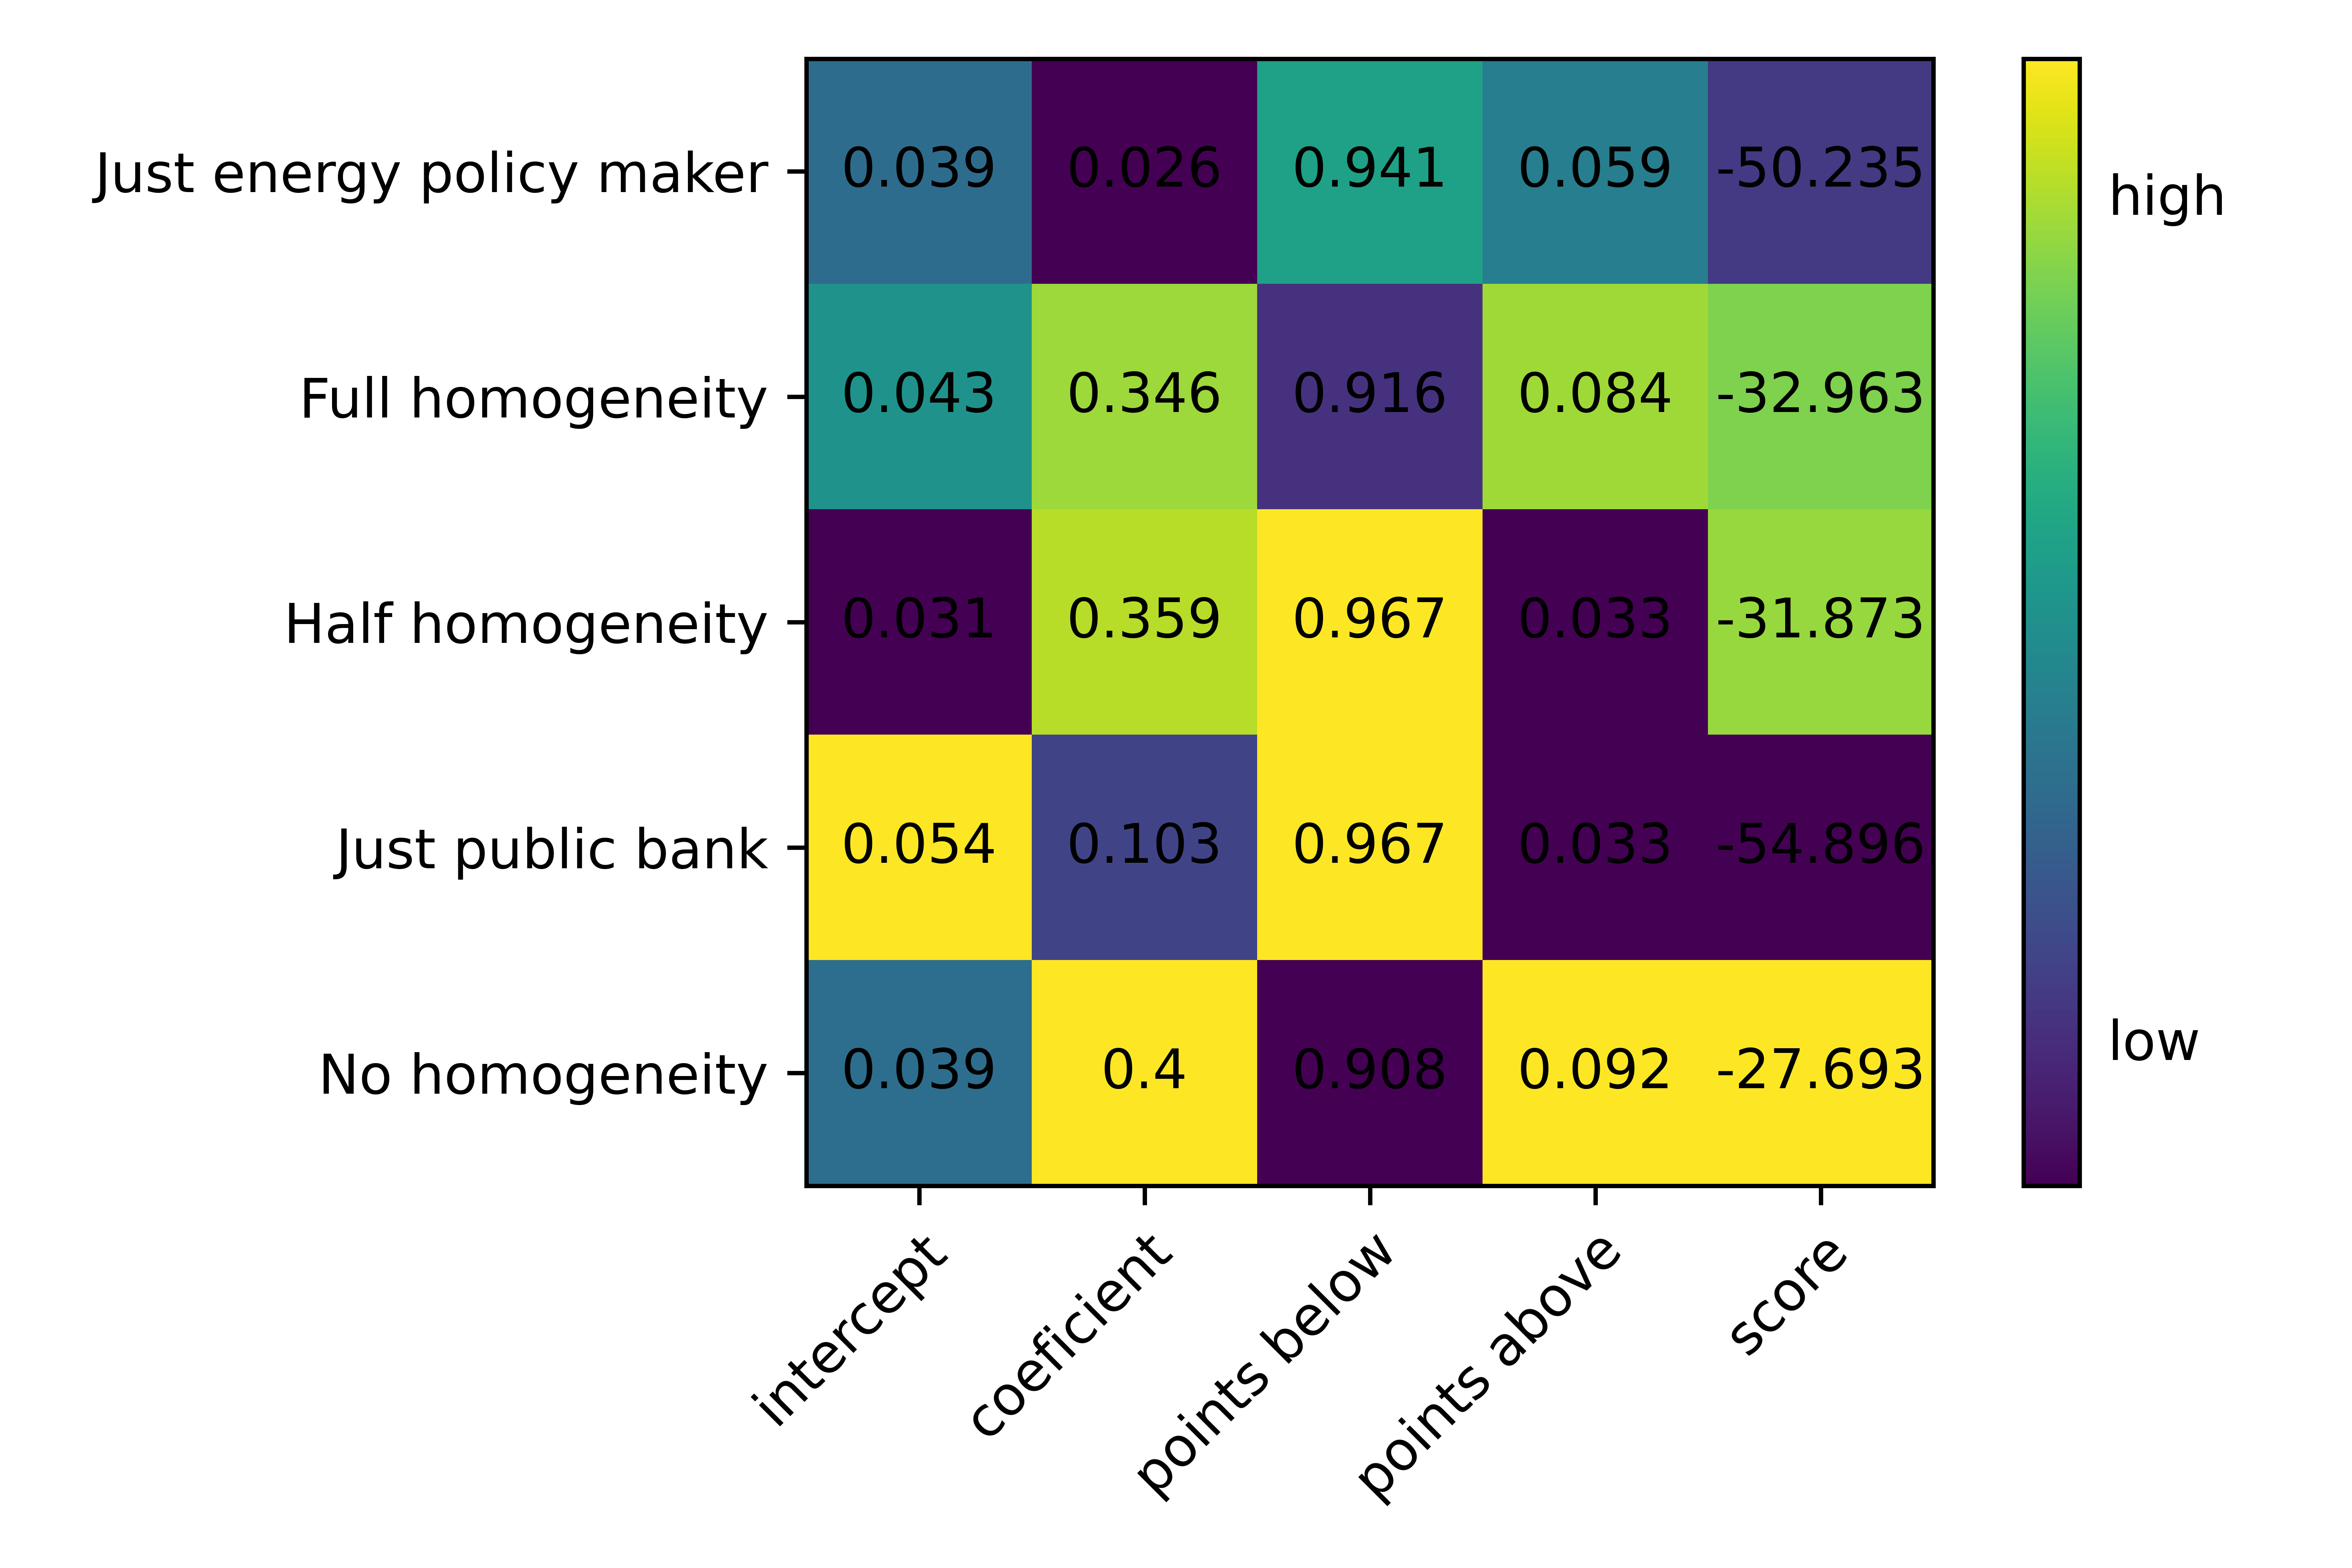 Just energy policy maker 0.039 0.026 0.941 0.059 -50.235
high
Full homogeneity 0.043 0.346 0.916 0.084 -32.963
Half homogeneity 0.031 0.359 0.967 0.033 -31.873
Just public bank 0.054 0.103 0.967 0.033 -54.896
low
No homogeneity 0.039 0.4 0.908 0.092 -27.693
intercept
coeficient
points below
points above
score